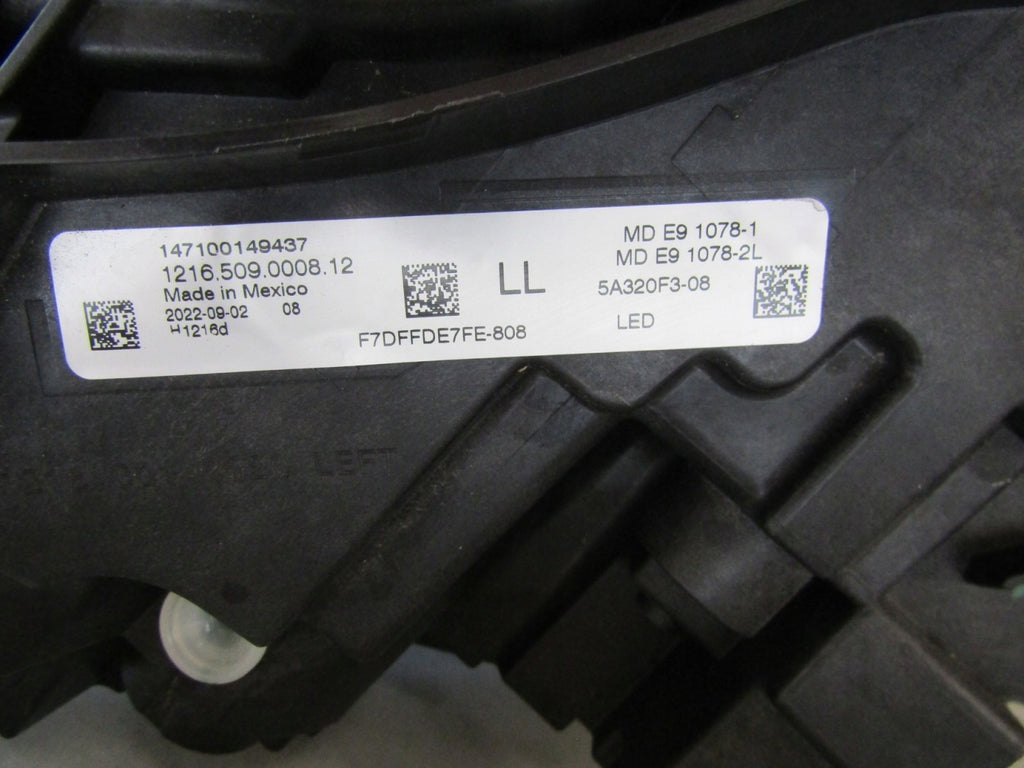 147100149437
1216.509.0008.12
Made in Mexico
2022-09-02 08
H1216d
F7DFFDE7FE-808
LL
MD E9 1078-1
MD E9 1078-2L
5A320F3-08
LED
LEFT